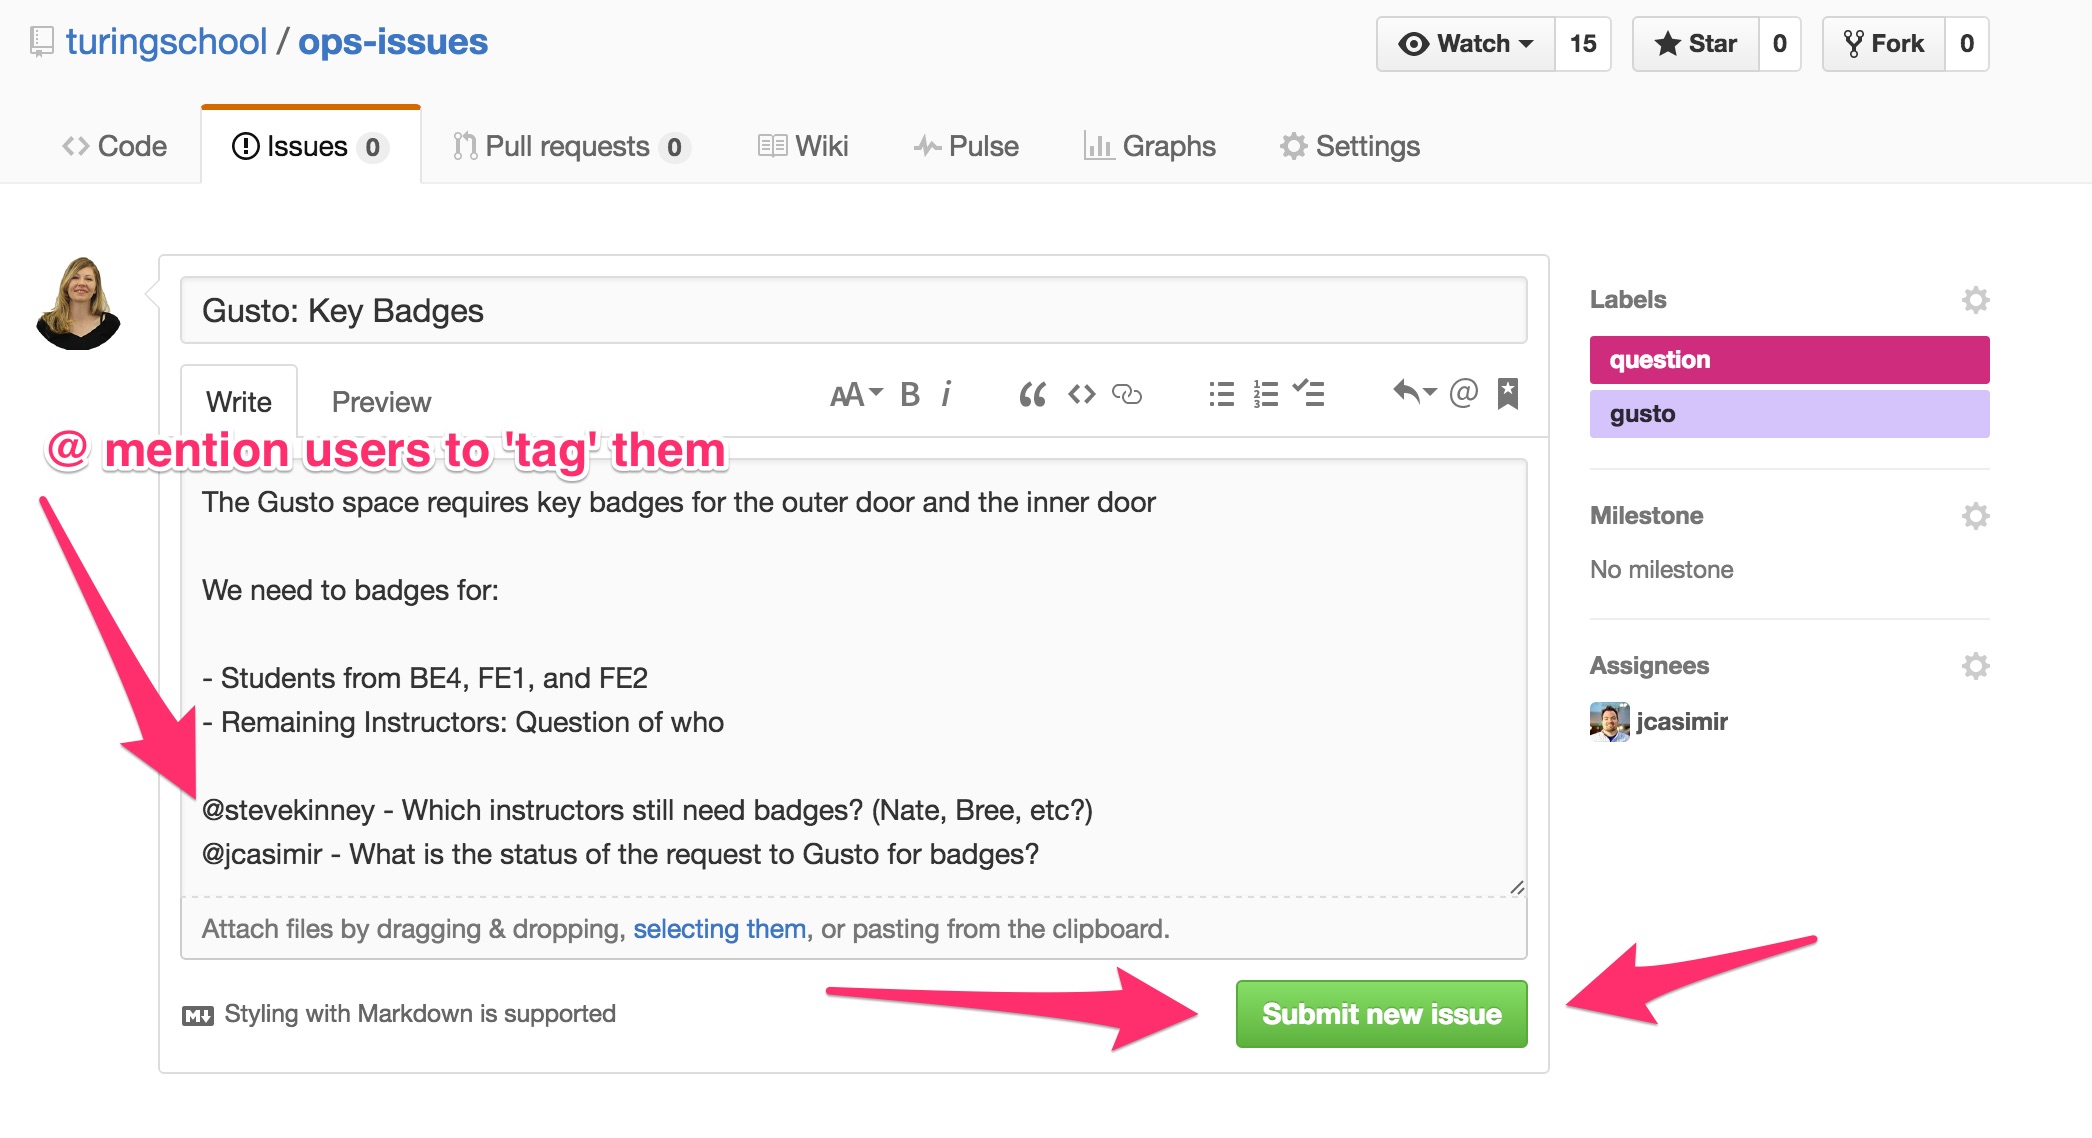 turingschool / ops-issues
Watch 15 Star 0 Fork 0
Code Issues 0 Pull requests 0 Wiki Pulse Graphs Settings
Gusto: Key Badges
Write Preview AA B i “ <> 1 2 3 @
@ mention users to 'tag' them
The Gusto space requires key badges for the outer door and the inner door
We need to badges for:
- Students from BE4, FE1, and FE2
- Remaining Instructors: Question of who
@stevekinney - Which instructors still need badges? (Nate, Bree, etc?)
@jcasimir - What is the status of the request to Gusto for badges?
Attach files by dragging & dropping, selecting them, or pasting from the clipboard.
M Styling with Markdown is supported
Submit new issue
Labels
question
gusto
Milestone
No milestone
Assignees
jcasimir